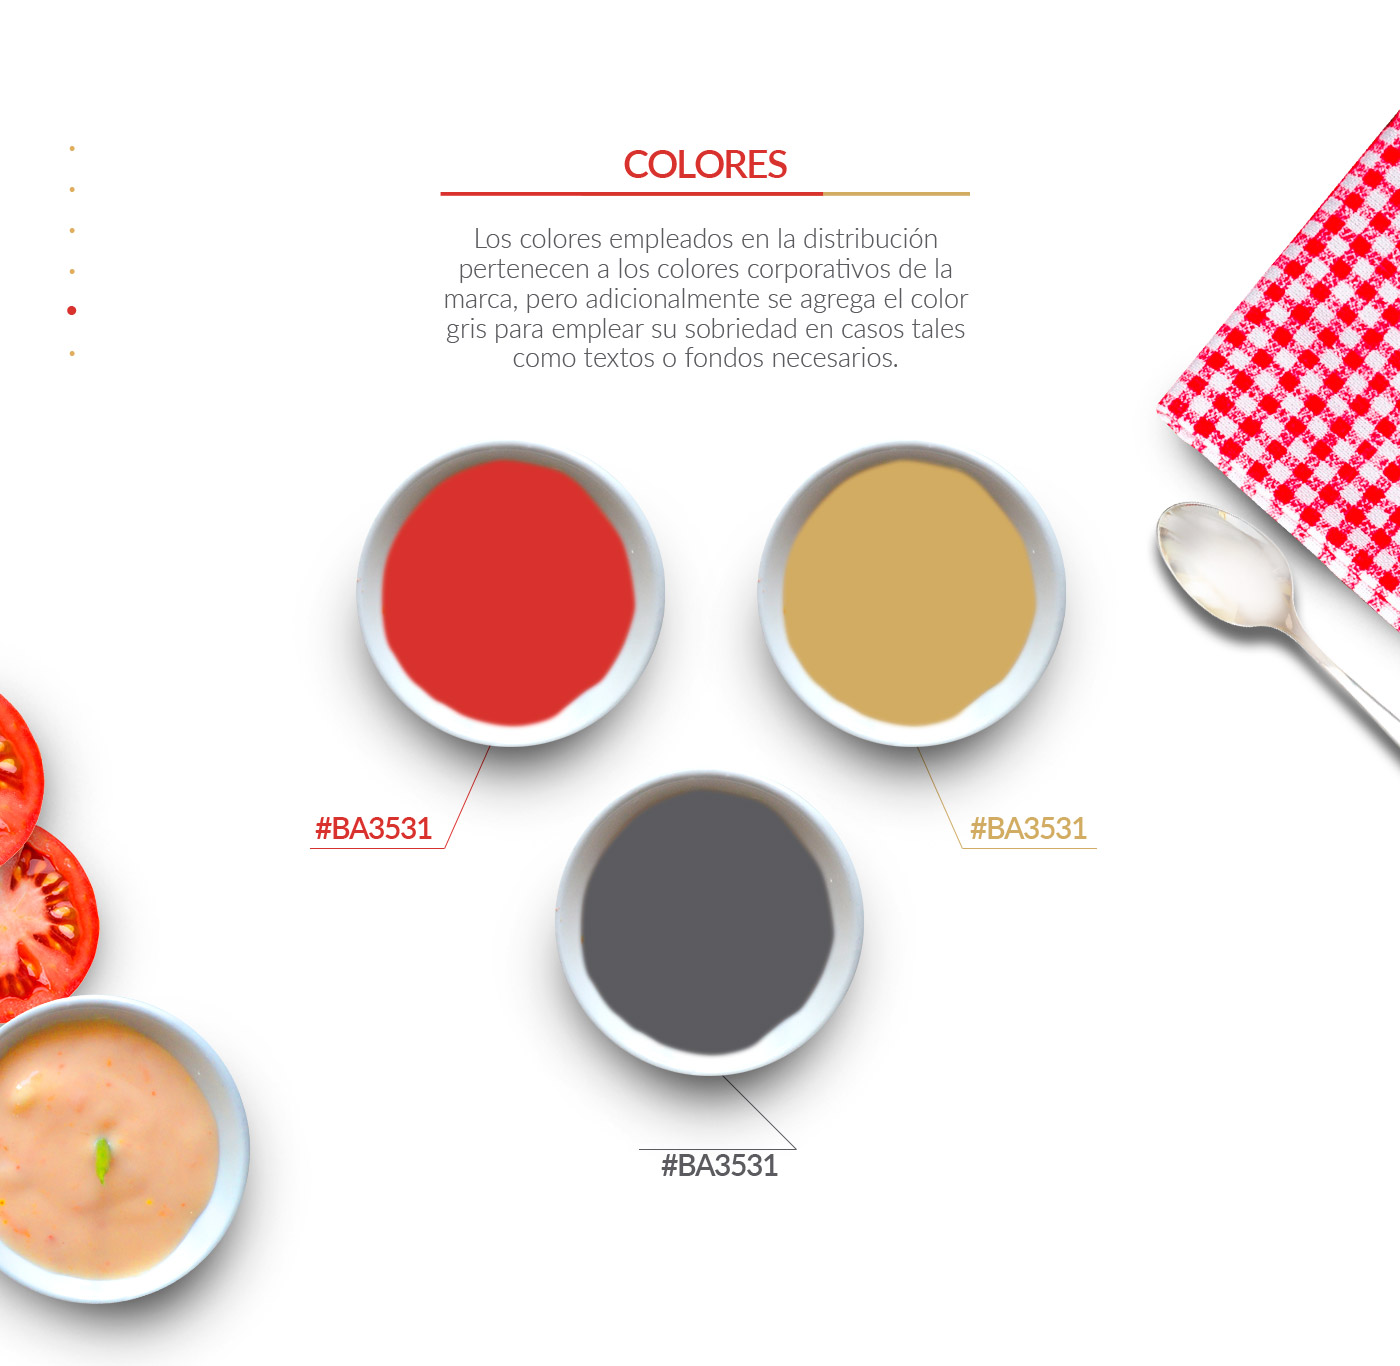 COLORES
Los colores empleados en la distribución
pertenecen a los colores corporativos de la
marca, pero adicionalmente se agrega el color
gris para emplear su sobriedad en casos tales
como textos o fondos necesarios.
#BA3531
#BA3531
#BA3531